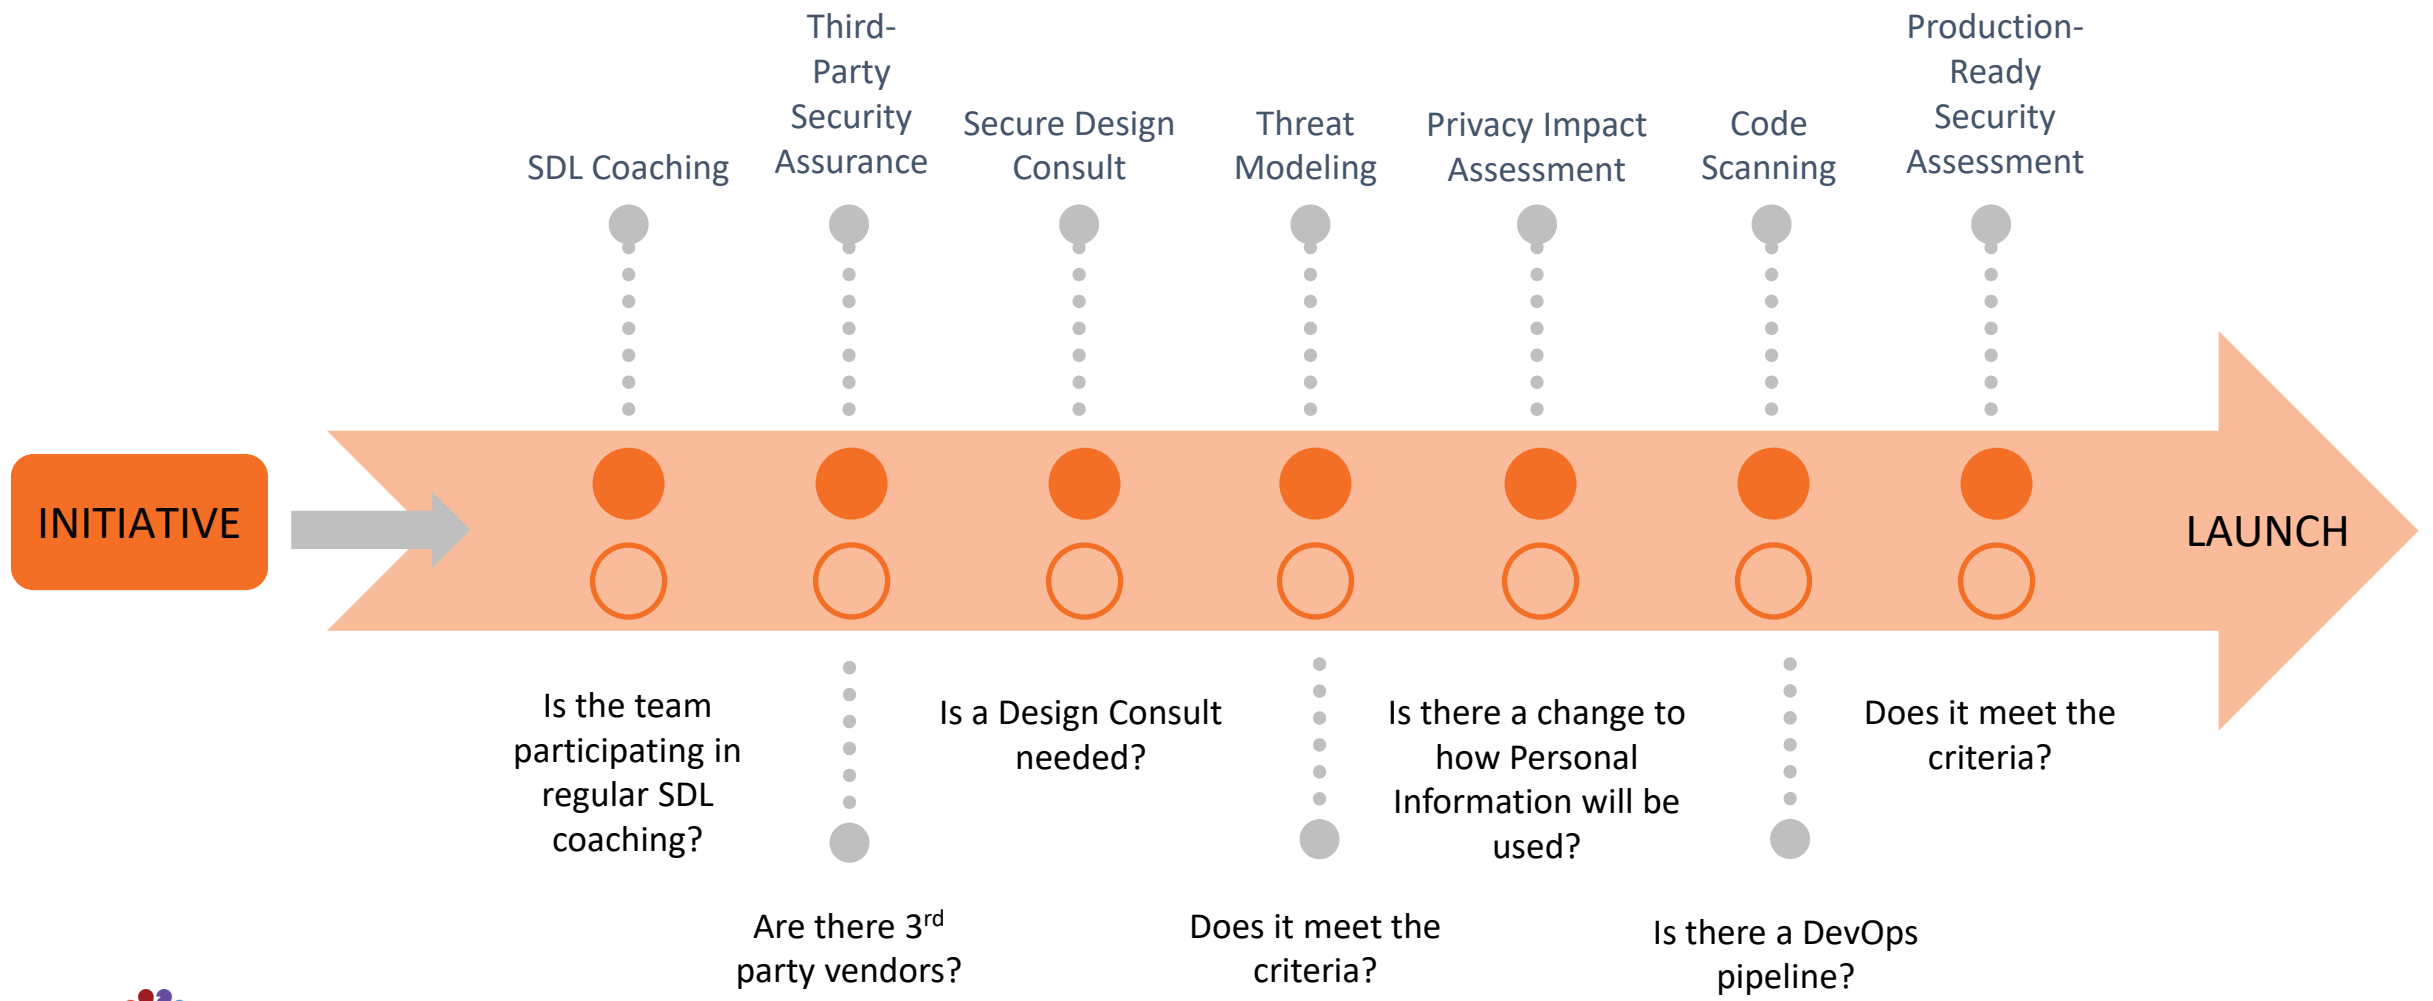 Third-
Party
Security
Assurance
Production-
Ready
Security
Assessment
SDL Coaching
Secure Design
Consult
Threat
Modeling
Privacy Impact
Assessment
Code
Scanning
INITIATIVE
LAUNCH
Is the team
participating in
regular SDL
coaching?
Is a Design Consult
needed?
Is there a change to
how Personal
Information will be
used?
Does it meet the
criteria?
Are there 3rd
party vendors?
Does it meet the
criteria?
Is there a DevOps
pipeline?